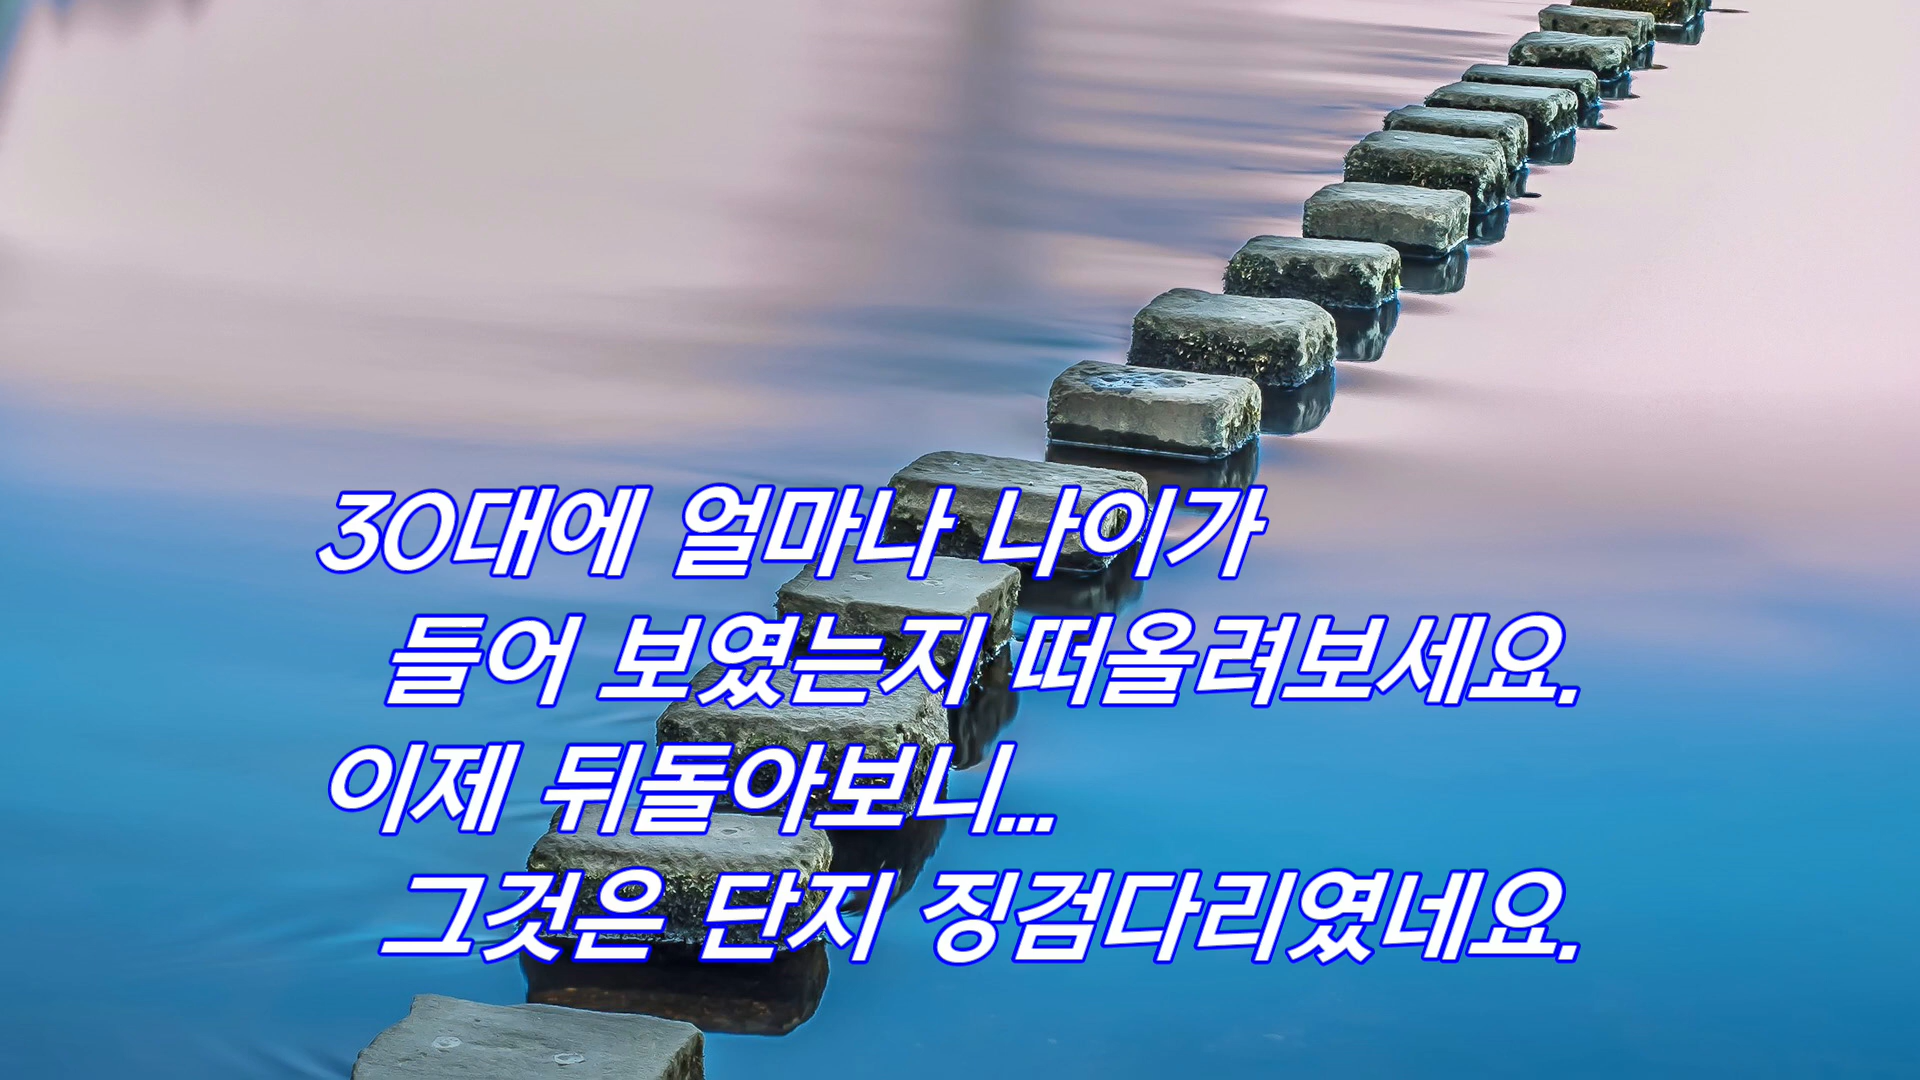 30대에 얼마나 나이가
들어 보였는지 떠올려보세요.
이제 뒤돌아보니...
그것은 단지 징검다리였네요.